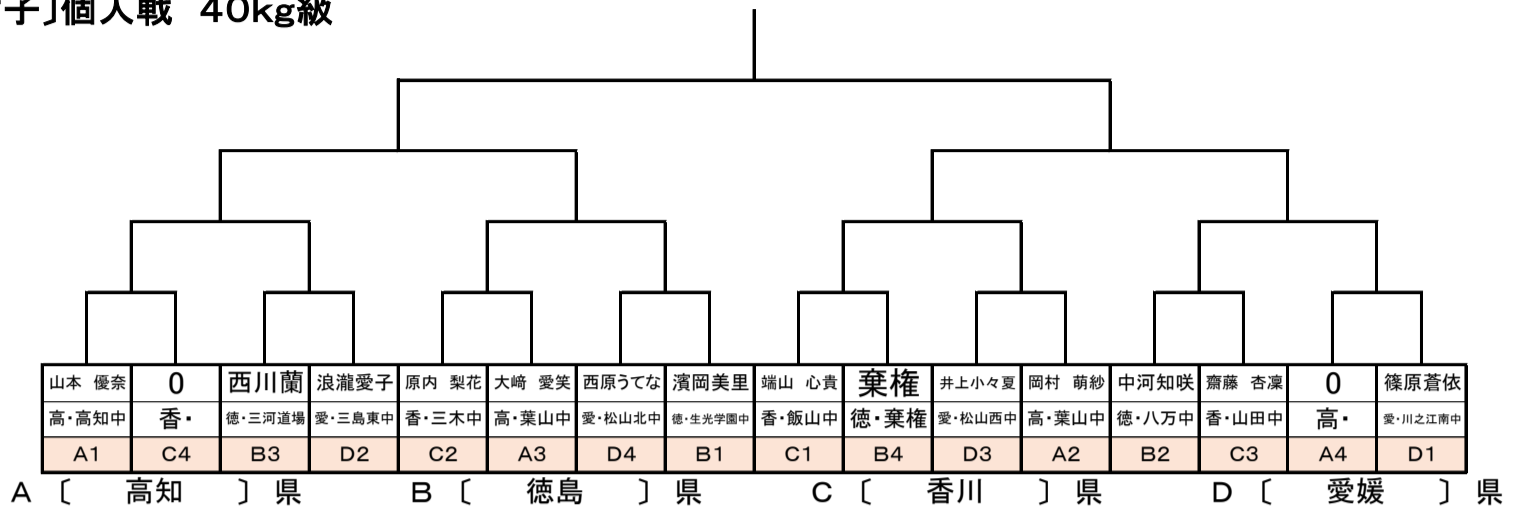 子」個人戦 40kg級
山本 優奈 0 西川蘭 浪瀧愛子 原内 梨花 大﨑 愛笑 西原うてな 濱岡美里 端山 心貴 棄権 井上小々夏 岡村 萌紗 中河知咲 齋藤 杏凜 0 篠原蒼依
高・高知中 香・ 徳・三河道場 愛・三島東中 香・三木中 高・葉山中 愛・松山北中 徳・生光学園中 香・飯山中 徳・棄権 愛・松山西中 高・葉山中 徳・八万中 香・山田中 高・ 愛・川之江南中
A1 C4 B3 D2 C2 A3 D4 B1 C1 B4 D3 A2 B2 C3 A4 D1
A 〔 高知 〕県 B 〔 徳島 〕県 C 〔 香川 〕県 D 〔 愛媛 〕県